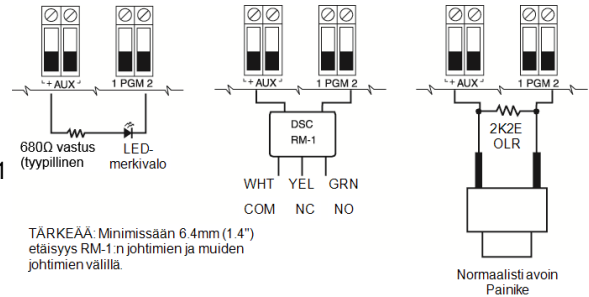 - + AUX - 1 PGM 2
680Ω vastus
(tyypillinen
LED-
merkivalo
1
- + AUX - 1 PGM 2
DSC
RM-1
WHT YEL GRN
COM NC NO
TÄRKEÄÄ: Minimissään 6.4mm (1.4")
etäisyys RM-1:n johtimien ja muiden
johtimien välillä.
- + AUX - 1 PGM 2
2K2E
OLR
Normaalisti avoin
Painike